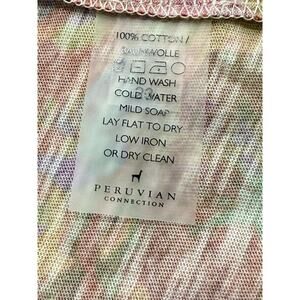 100% COTTON /
HAND WASH
COLD WATER
MILD SOAP
LAY FLAT TO DRY
LOW IRON
OR DRY CLEAN
PERUVIAN
CONNECTION